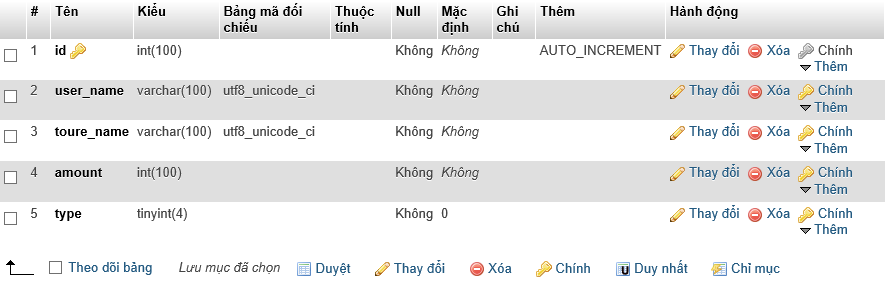 # Tên Kiểu Bảng mã đối chiếu Thuộc tính Null Mặc định Ghi chú Thêm Hành động
1 id int(100) Không Không AUTO_INCREMENT Thay đổi Xóa Chính Thêm
2 user_name varchar(100) utf8_unicode_ci Không Không Thay đổi Xóa Chính Thêm
3 toure_name varchar(100) utf8_unicode_ci Không Không Thay đổi Xóa Chính Thêm
4 amount int(100) Không Không Thay đổi Xóa Chính Thêm
5 type tinyint(4) Không 0 Thay đổi Xóa Chính Thêm
Theo dõi bảng Lưu mục đã chọn Duyệt Thay đổi Xóa Chính Duy nhất Chỉ mục